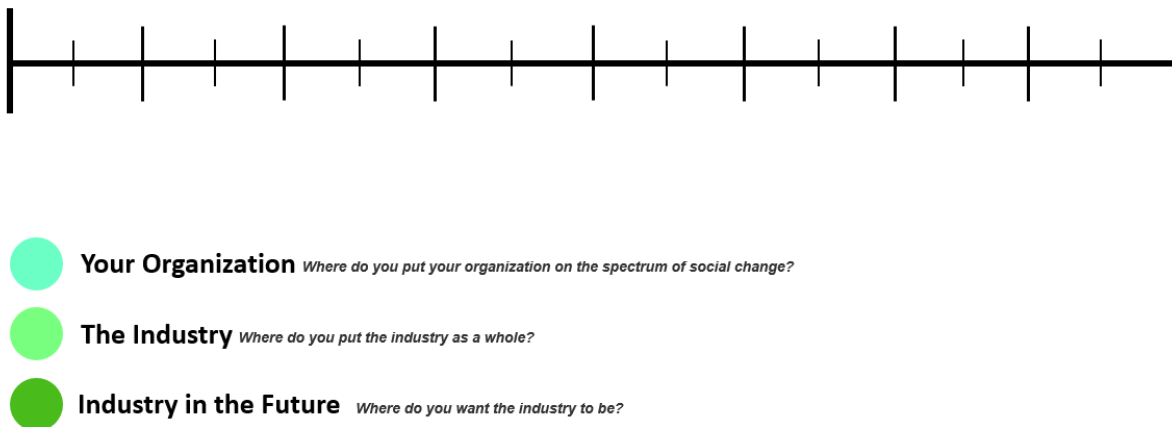 Your Organization Where do you put your organization on the spectrum of social change?
The Industry Where do you put the industry as a whole?
Industry in the Future Where do you want the industry to be?